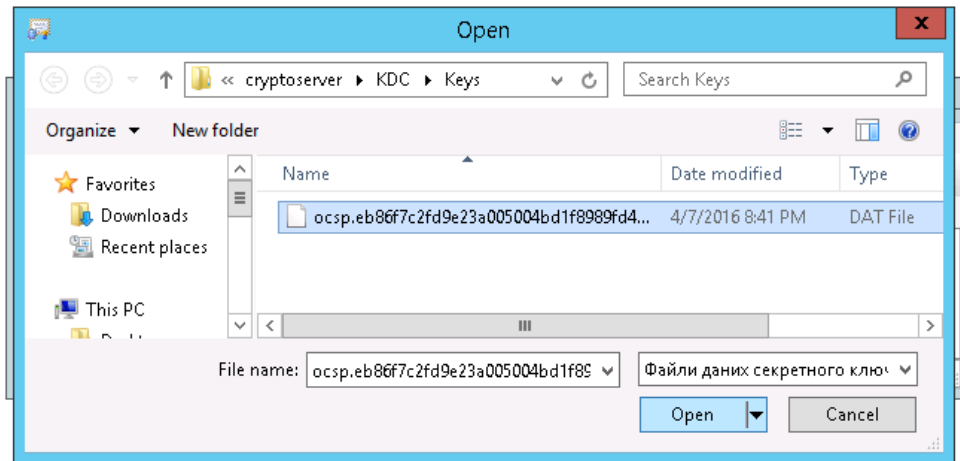 Open
x
« cryptoserver ▸ KDC ▸ Keys
Search Keys
Organize
New folder
Name
Date modified
Type
Favorites
Downloads
Recent places
This PC
ocsp.eb86f7c2fd9e23a005004bd1f8989fd4...
4/7/2016 8:41 PM
DAT File
File name:
ocsp.eb86f7c2fd9e23a005004bd1f89
Файли даних секретного ключ
Open
Cancel